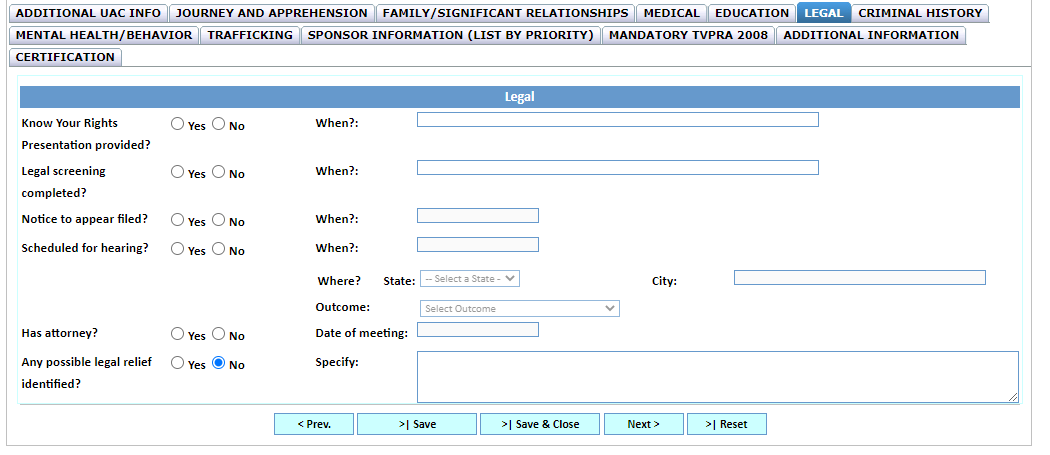 ADDITIONAL UAC INFO JOURNEY AND APPREHENSION FAMILY/SIGNIFICANT RELATIONSHIPS MEDICAL EDUCATION LEGAL CRIMINAL HISTORY
MENTAL HEALTH/BEHAVIOR TRAFFICKING SPONSOR INFORMATION (LIST BY PRIORITY) MANDATORY TVPRA 2008 ADDITIONAL INFORMATION
CERTIFICATION
Legal
Know Your Rights Yes No When?:
Presentation provided?
Legal screening Yes No When?:
completed?
Notice to appear filed? Yes No When?:
Scheduled for hearing? Yes No When?:
Where? State: -- Select a State - City:
Outcome: Select Outcome
Has attorney? Yes No Date of meeting:
Any possible legal relief Yes No Specify:
identified?
< Prev. >| Save >| Save & Close Next > >| Reset